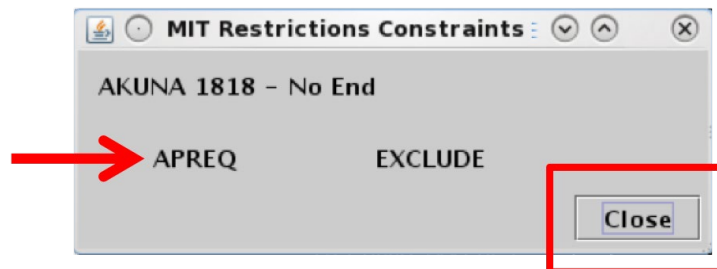 MIT Restrictions Constraints
AKUNA 1818 - No End
APREQ EXCLUDE
Close